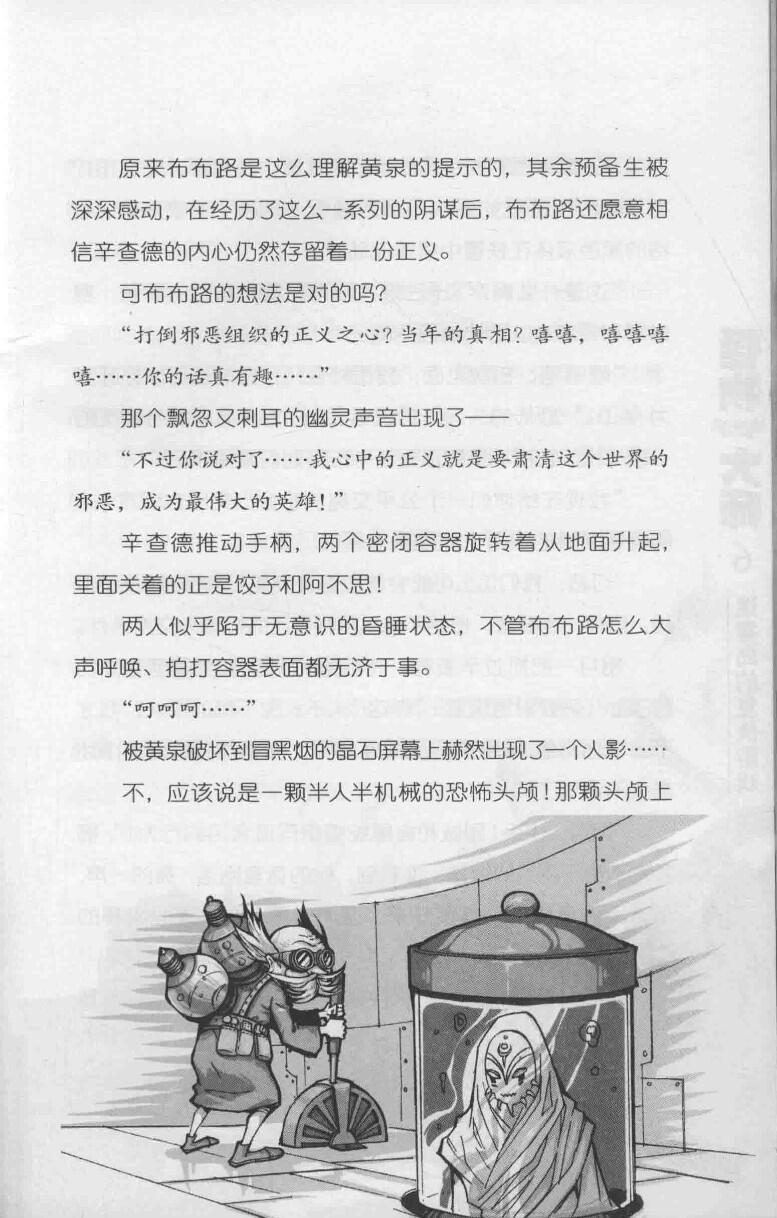 原来布布路是这么理解黄泉的提示的，其余预备生被
深深感动，在经历了这么一系列的阴谋后，布布路还愿意相
信辛查德的内心仍然存留着一份正义。
可布布路的想法是对的吗？
“打倒邪恶组织的正义之心？当年的真相？嘻嘻，嘻嘻嘻
嘻……你的话真有趣……”
那个飘忽又刺耳的幽灵声音出现了——
“不过你说对了……我心中的正义就是要肃清这个世界的
邪恶，成为最伟大的英雄！”
辛查德推动手柄，两个密闭容器旋转着从地面升起，
里面关着的正是饺子和阿不思！
两人似乎陷于无意识的昏睡状态，不管布布路怎么大
声呼唤、拍打容器表面都无济于事。
“呵呵呵……”
被黄泉破坏到冒黑烟的晶石屏幕上赫然出现了一个人影……
不，应该说是一颗半人半机械的恐怖头颅！那颗头颅上